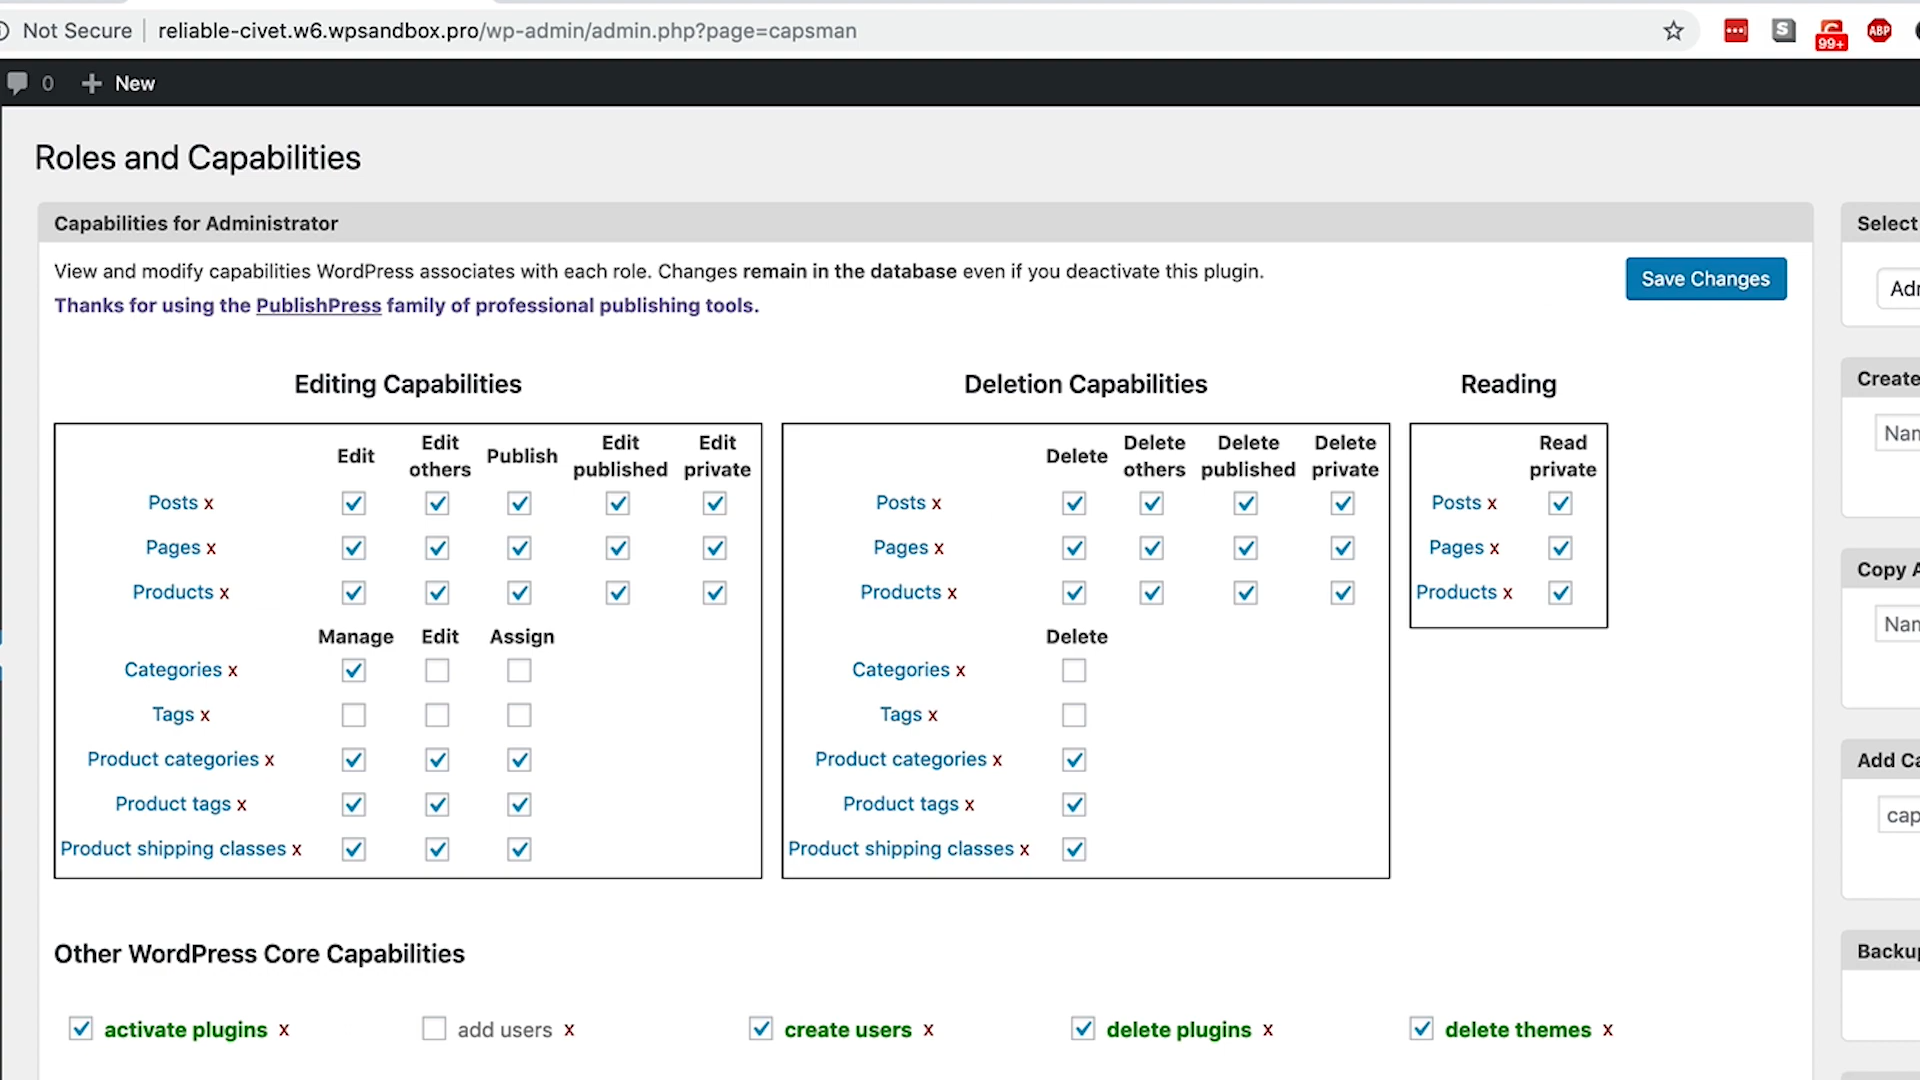 Not Secure reliable-civet.w6.wpsandbox.pro/wp-admin/admin.php?page=capsman S 99+ ABP
0 New
Roles and Capabilities
Capabilities for Administrator
View and modify capabilities WordPress associates with each role. Changes remain in the database even if you deactivate this plugin.
Thanks for using the PublishPress family of professional publishing tools.
Save Changes
Editing Capabilities
Edit Edit others Publish Edit published Edit private
Posts x
Pages x
Products x
Manage Edit Assign
Categories x
Tags x
Product categories x
Product tags x
Product shipping classes x
Deletion Capabilities
Delete Delete others Delete published Delete private
Posts x
Pages x
Products x
Delete
Categories x
Tags x
Product categories x
Product tags x
Product shipping classes x
Reading
Read private
Posts x
Pages x
Products x
Other WordPress Core Capabilities
activate plugins x add users x create users x delete plugins x delete themes x
Select
Create
Copy
Add